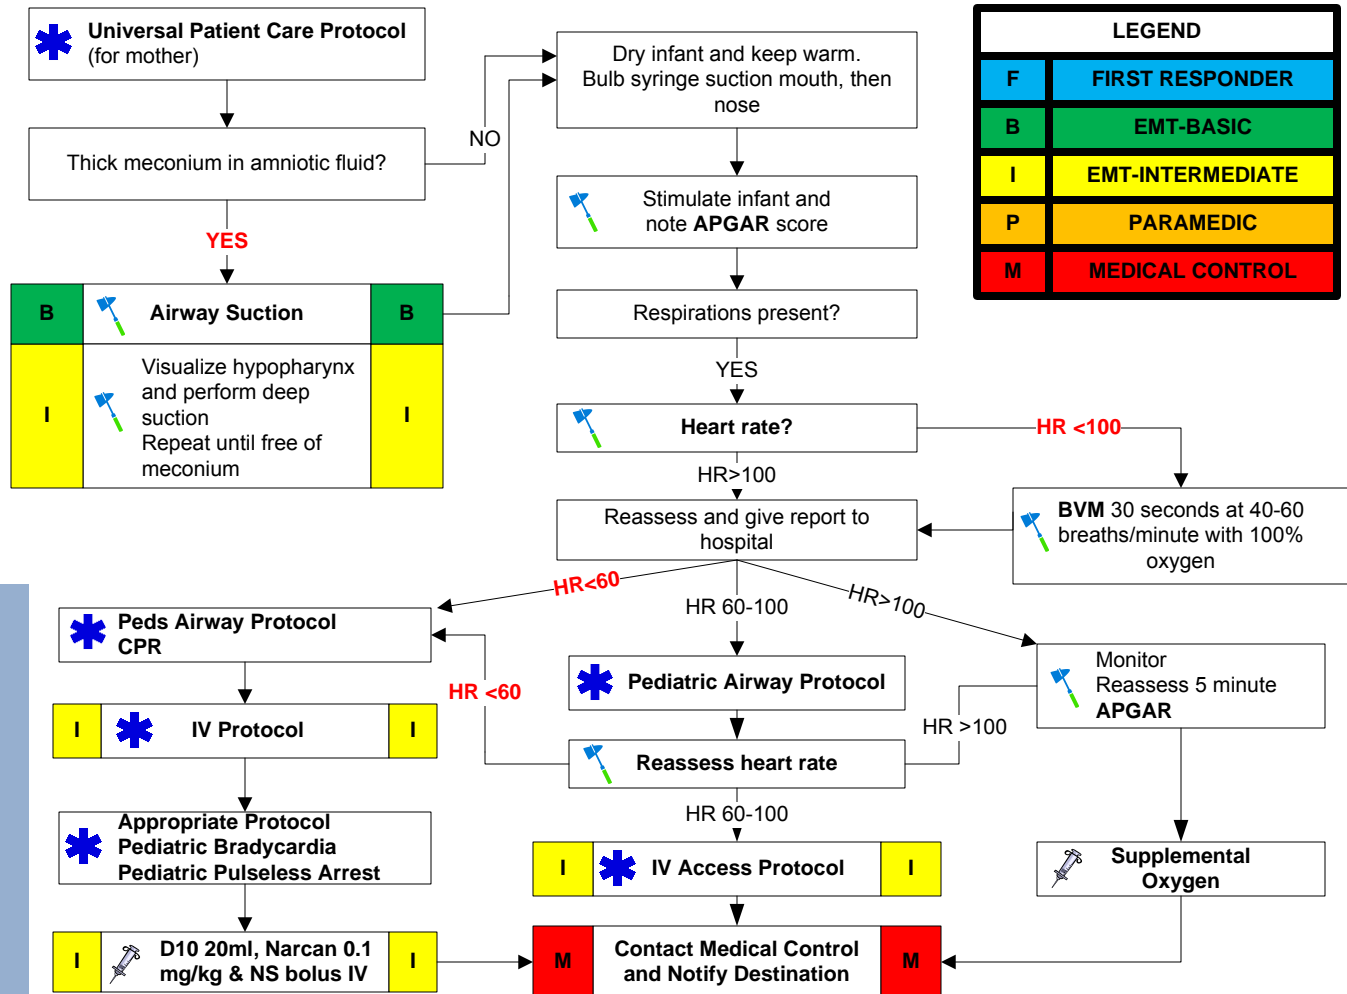 Universal Patient Care Protocol
(for mother)
Thick meconium in amniotic fluid?
NO
YES
B
Airway Suction
B
I
Visualize hypopharynx
and perform deep
suction
Repeat until free of
meconium
I
Dry infant and keep warm.
Bulb syringe suction mouth, then
nose
Stimulate infant and
note APGAR score
Respirations present?
YES
Heart rate?
HR <100
HR>100
BVM 30 seconds at 40-60
breaths/minute with 100%
oxygen
Reassess and give report to
hospital
HR<60
HR 60-100
HR>100
Peds Airway Protocol
CPR
HR <60
I
IV Protocol
I
Appropriate Protocol
Pediatric Bradycardia
Pediatric Pulseless Arrest
I
D10 20ml, Narcan 0.1
mg/kg & NS bolus IV
I
Pediatric Airway Protocol
Reassess heart rate
HR >100
HR 60-100
I
IV Access Protocol
I
M
Contact Medical Control
and Notify Destination
M
Monitor
Reassess 5 minute
APGAR
Supplemental
Oxygen
LEGEND
F FIRST RESPONDER
B EMT-BASIC
I EMT-INTERMEDIATE
P PARAMEDIC
M MEDICAL CONTROL